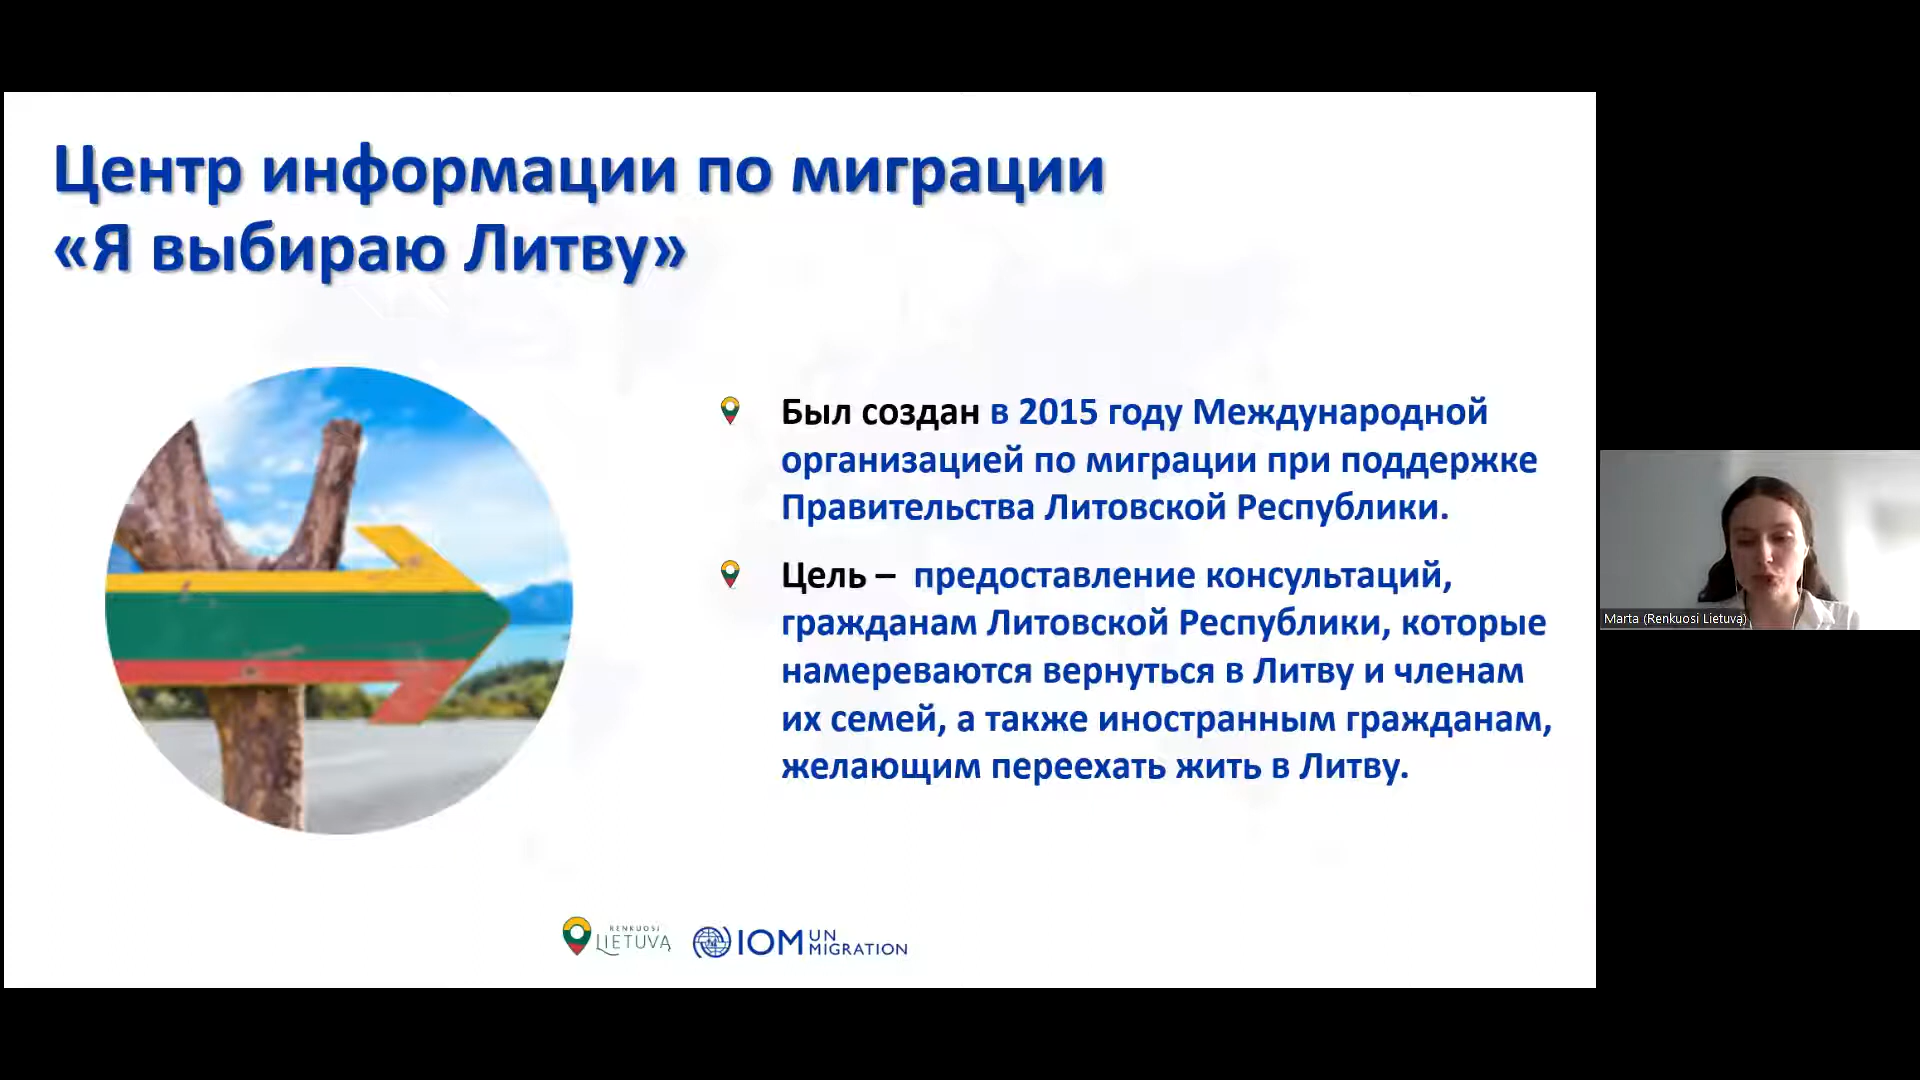 Центр информации по миграции
«Я выбираю Литву»
Был создан в 2015 году Международной
организацией по миграции при поддержке
Правительства Литовской Республики.
Цель – предоставление консультаций,
гражданам Литовской Республики, которые
намереваются вернуться в Литву и членам
их семей, а также иностранным гражданам,
желающим переехать жить в Литву.
Marta (Renkuosi Lietuvą)
RENKUOSI
LIETUVĄ
IOM UN
MIGRATION